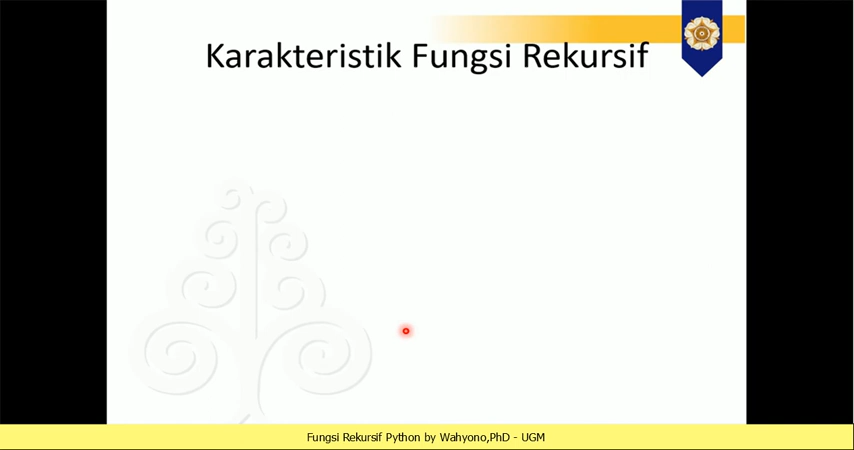 Karakteristik Fungsi Rekursif
Fungsi Rekursif Python by Wahyono,PhD - UGM